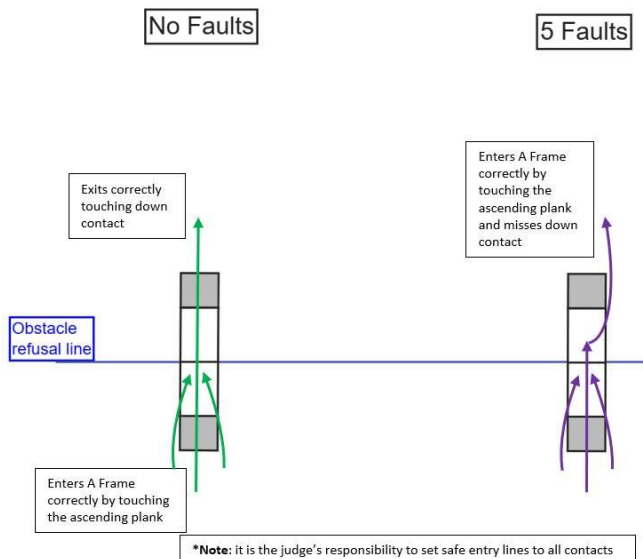 No Faults
5 Faults
Enters A Frame
correctly by
touching the
ascending plank
and misses down
contact
Exits correctly
touching down
contact
Obstacle
refusal line
Enters A Frame
correctly by touching
the ascending plank
*Note: it is the judge's responsibility to set safe entry lines to all contacts